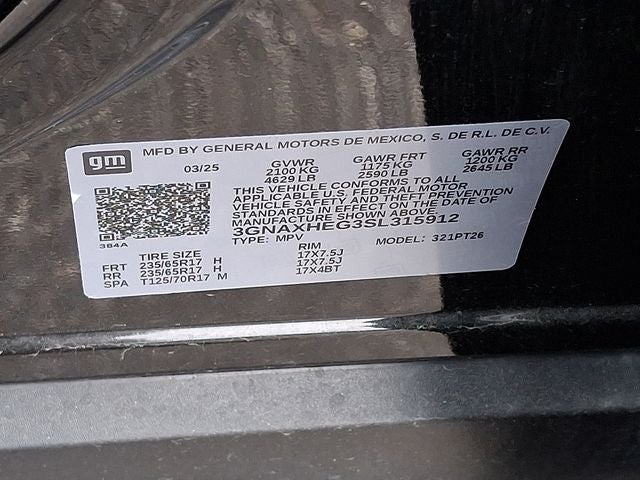 gm
MFD BY GENERAL MOTORS DE MEXICO, S. DE R.L. DE C.V.
03/25 GVWR GAWR FRT GAWR RR
2100 KG 1175 KG 1200 KG
4629 LB 2590 LB 2645 LB
THIS VEHICLE CONFORMS TO ALL
APPLICABLE U.S. FEDERAL MOTOR
VEHICLE SAFETY AND THEFT PREVENTION
STANDARDS IN EFFECT ON THE DATE OF
MANUFACTURE SHOWN ABOVE.
3GNAXHEG3SL315912
384A TYPE: MPV MODEL: 321PT26
TIRE SIZE RIM
FRT 235/65R17 H 17X7.5J
RR 235/65R17 H 17X7.5J
SPA T125/70R17 M 17X4BT